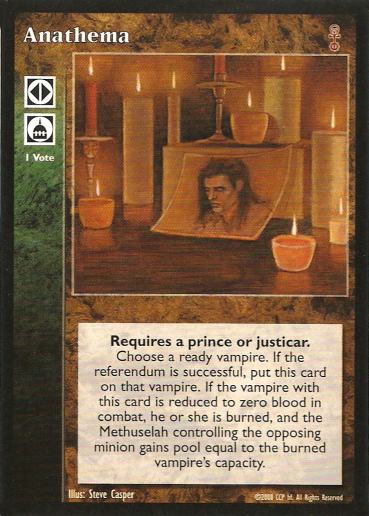 Anathema
1 Vote
Requires a prince or justicar.
Choose a ready vampire. If the
referendum is successful, put this card
on that vampire. If the vampire with
this card is reduced to zero blood in
combat, he or she is burned, and the
Methuselah controlling the opposing
minion gains pool equal to the burned
vampire's capacity.
Illus: Steve Casper
©2008 CCP hf. All Rights Reserved